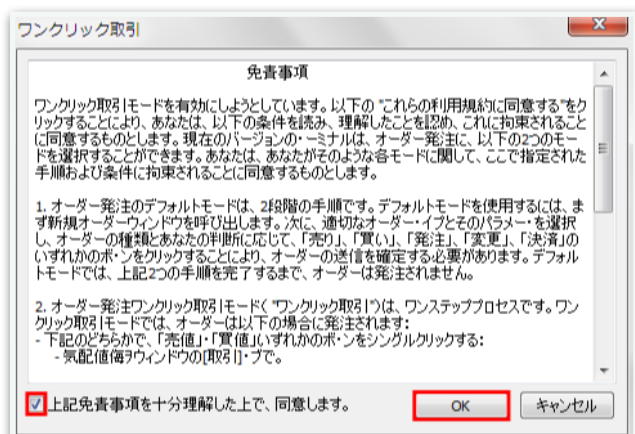 ワンクリック取引
免責事項
ワンクリック取引モードを有効にしようとしています。以下の "これらの利用規約に同意する"をク
リックすることにより、あなたは、以下の条件を読み、理解したことを認め、これに拘束されること
に同意するものとします。現在のバージョンの・ーミナルは、オーダー発注に、以下の2つのモー
ドを選択することができます。あなたは、あなたがそのような各モードに関して、ここで指定された
手順および条件に拘束されることに同意するものとします。
1. オーダー発注のデフォルトモードは、2段階の手順です。デフォルトモードを使用するには、ま
ず新規オーダーウィンドウを呼び出します。次に、適切なオーダー・イプとそのパラメー・を選択
し、オーダーの種類とあなたの判断に応じて、「売り」、「買い」、「発注」、「変更」、「決済」の
いずれかのボ・ンをクリックすることにより、オーダーの送信を確定する必要があります。デフォル
トモードでは、上記2つの手順を完了するまで、オーダーは発注されません。
2. オーダー発注ワンクリック取引モード( "ワンクリック取引")は、ワンステッププロセスです。ワン
クリック取引モードでは、オーダーは以下の場合に発注されます:
- 下記のどちらかで、「売値」・「買値」いずれかのボ・ンをシングルクリックする:
- 気配値侮ｦウィンドウの[取引]・ブで。
上記免責事項を十分理解した上で、同意します。
OK
キャンセル